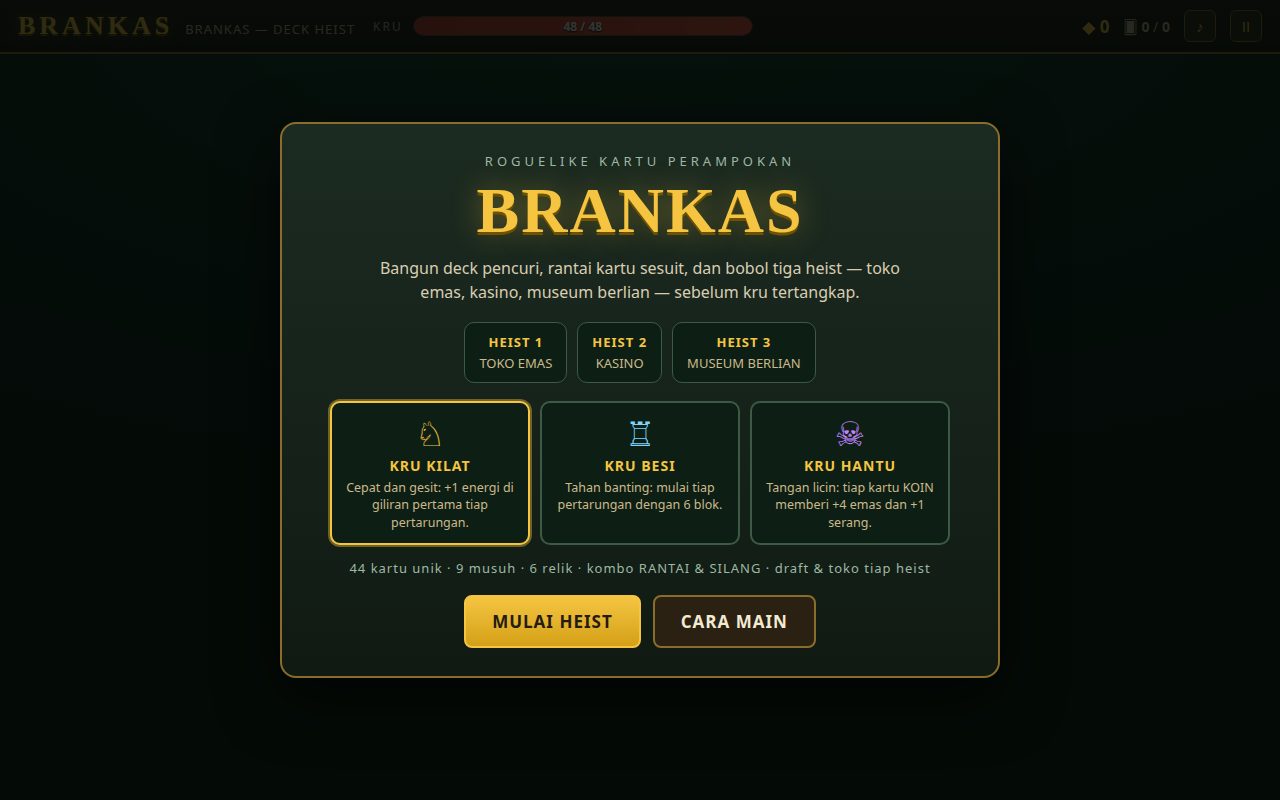 BRANKAS BRANKAS — DECK HEIST KRU 48 / 48 ◆ 0 0 / 0 ♪ II
ROGUELIKE KARTU PERAMPOKAN
BRANKAS
Bangun deck pencuri, rantai kartu sesuit, dan bobol tiga heist — toko
emas, kasino, museum berlian — sebelum kru tertangkap.
HEIST 1
TOKO EMAS
HEIST 2
KASINO
HEIST 3
MUSEUM BERLIAN
KRU KILAT
Cepat dan gesit: +1 energi di
giliran pertama tiap
pertarungan.
KRU BESI
Tahan banting: mulai tiap
pertarungan dengan 6 blok.
KRU HANTU
Tangan licin: tiap kartu KOIN
memberi +4 emas dan +1
serang.
44 kartu unik · 9 musuh · 6 relik · kombo RANTAI & SILANG · draft & toko tiap heist
MULAI HEIST
CARA MAIN